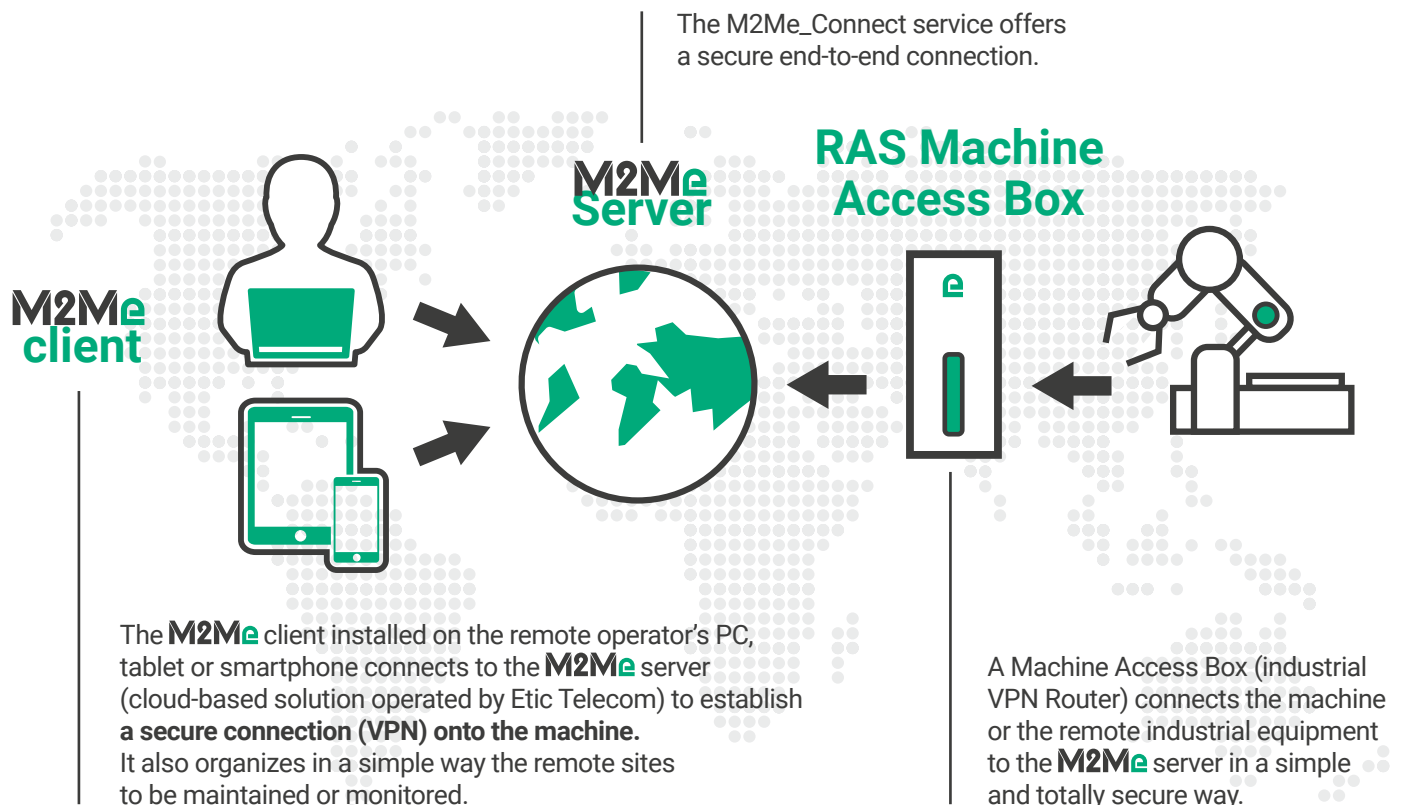 The M2Me_Connect service offers
a secure end-to-end connection.
RAS Machine
Access Box
M2Me
Server
M2Me
client
The M2Me client installed on the remote operator's PC,
tablet or smartphone connects to the M2Me server
(cloud-based solution operated by Etic Telecom) to establish
a secure connection (VPN) onto the machine.
It also organizes in a simple way the remote sites
to be maintained or monitored.
A Machine Access Box (industrial
VPN Router) connects the machine
or the remote industrial equipment
to the M2Me server in a simple
and totally secure way.